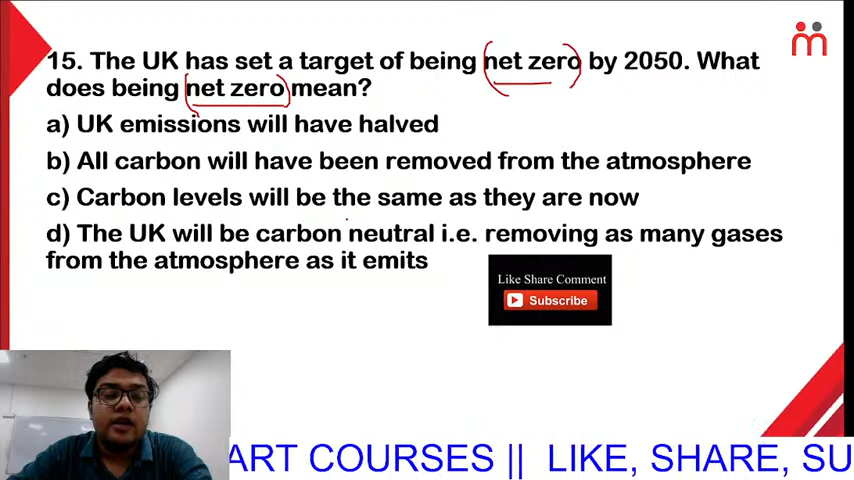 15. The UK has set a target of being net zero by 2050. What
does being net zero mean?
a) UK emissions will have halved
b) All carbon will have been removed from the atmosphere
c) Carbon levels will be the same as they are now
d) The UK will be carbon neutral i.e. removing as many gases
from the atmosphere as it emits
Like Share Comment
Subscribe
ART COURSES || LIKE, SHARE, SU